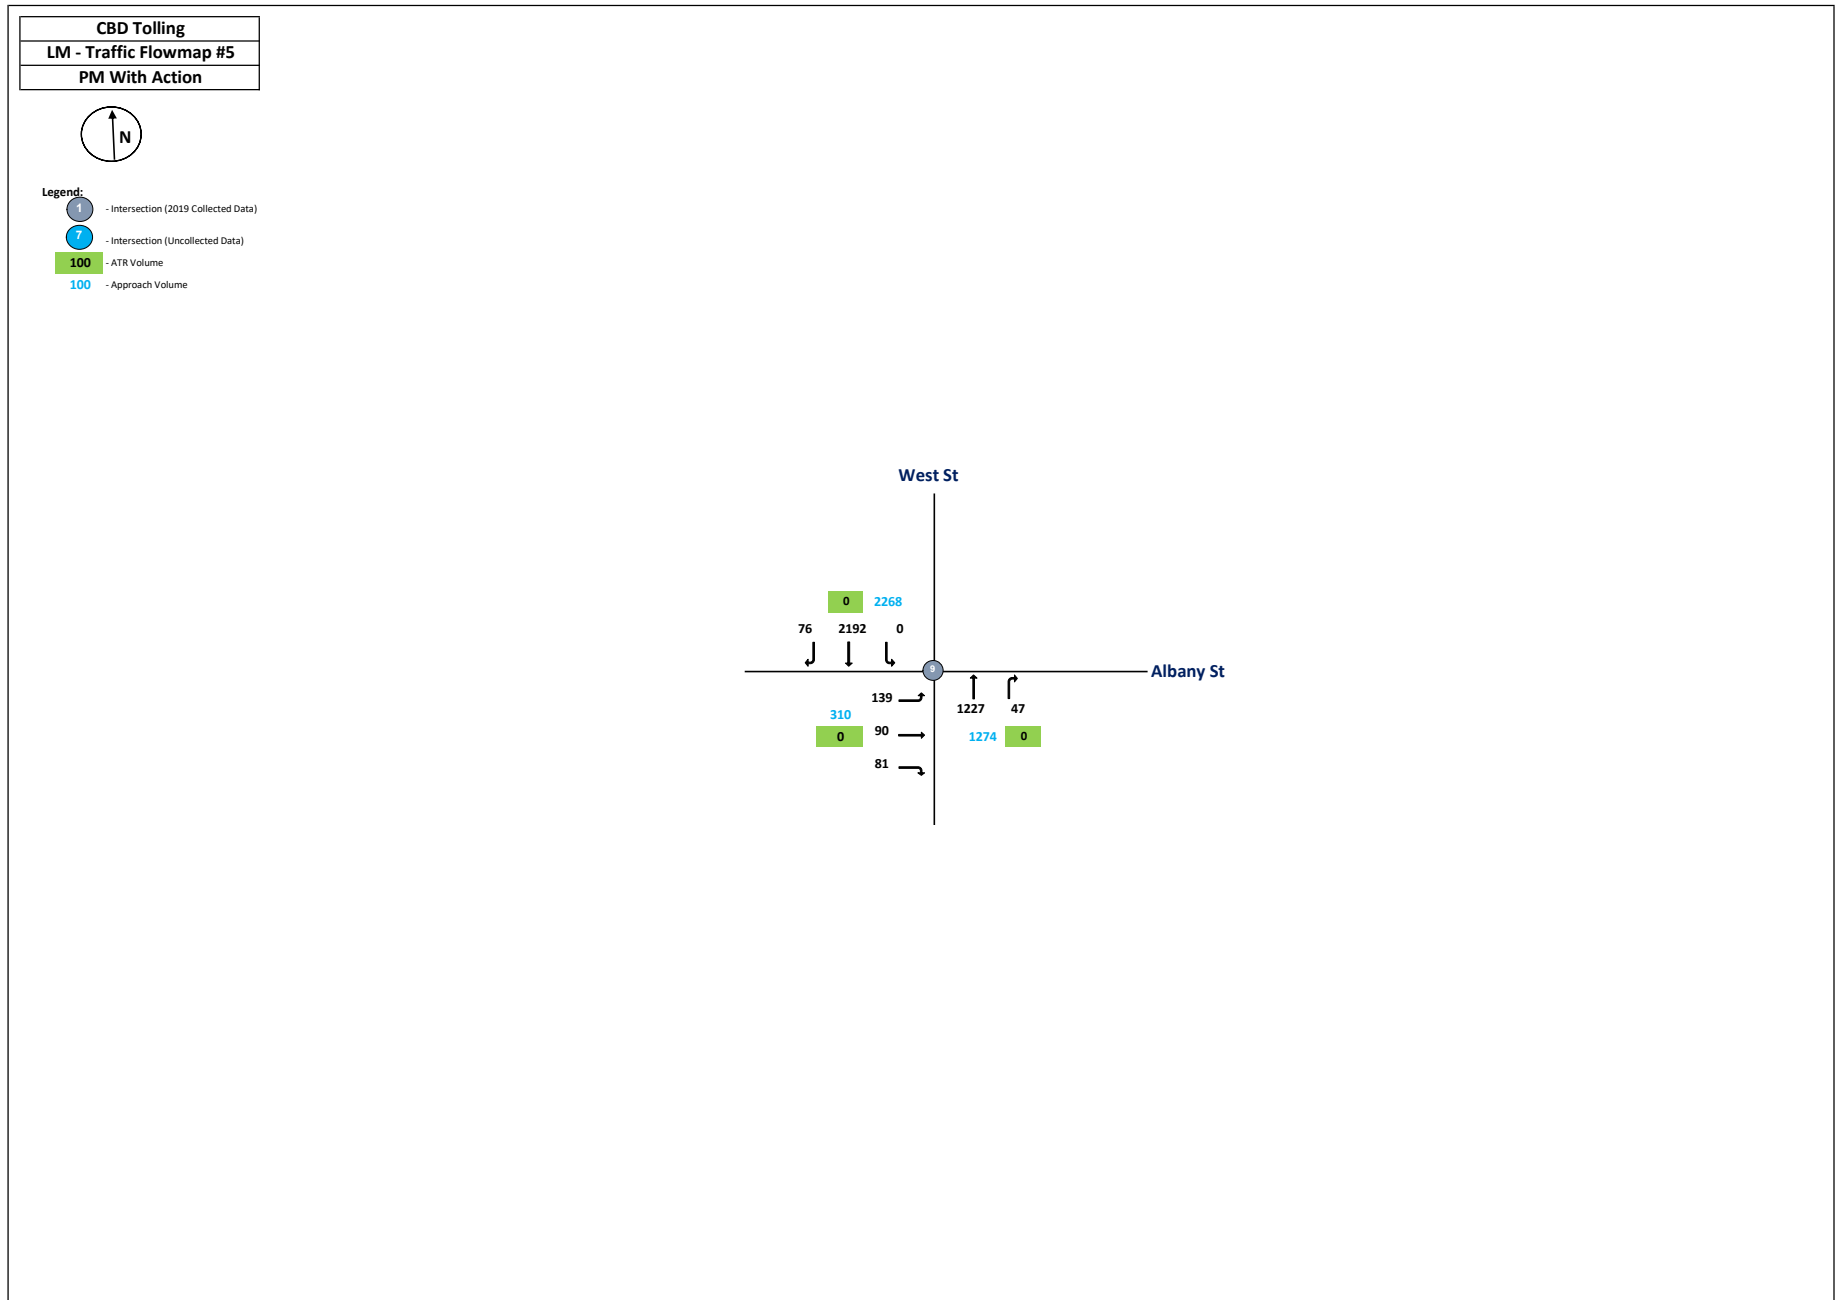 CBD Tolling
LM - Traffic Flowmap #5
PM With Action
N
Legend:
1 - Intersection (2019 Collected Data)
7 - Intersection (Uncollected Data)
100 - ATR Volume
100 - Approach Volume
West St
0 2268
76 2192 0
9 Albany St
139 1227 47
310
0 90 1274 0
81